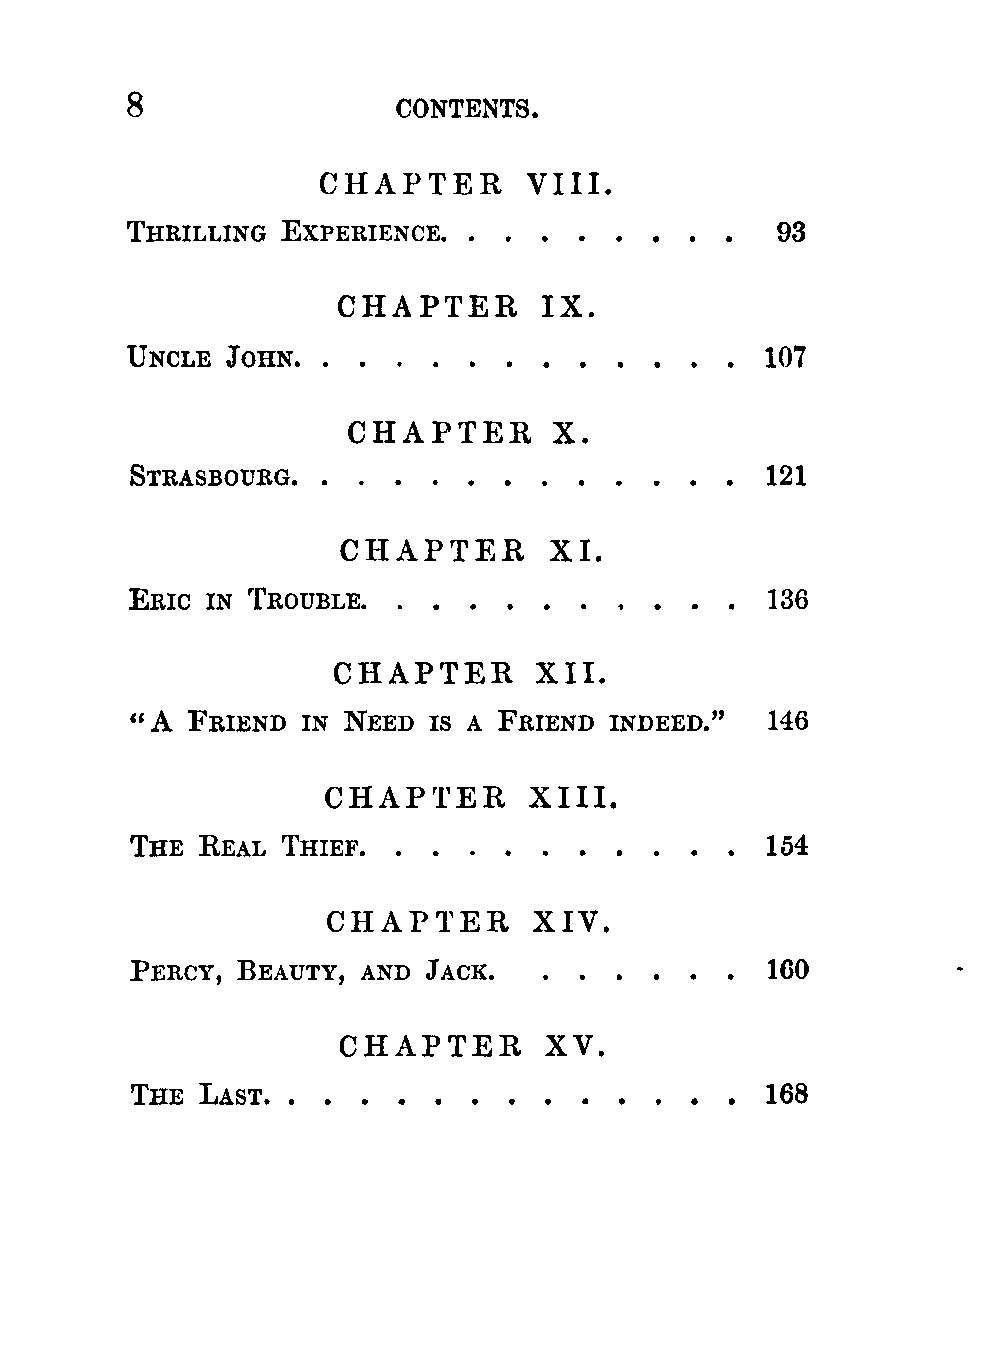 8 CONTENTS.
CHAPTER VIII.
THRILLING EXPERIENCE. . . . . . . . . 93
CHAPTER IX.
UNCLE JOHN. . . . . . . . . . . . . 107
CHAPTER X.
STRASBOURG. . . . . . . . . . . . . 121
CHAPTER XI.
ERIC IN TROUBLE. . . . . . . . . . . 136
CHAPTER XII.
“A FRIEND IN NEED IS A FRIEND INDEED.” 146
CHAPTER XIII.
THE REAL THIEF. . . . . . . . . . . 154
CHAPTER XIV.
PERCY, BEAUTY, AND JACK. . . . . . . 160
CHAPTER XV.
THE LAST. . . . . . . . . . . . . . 168